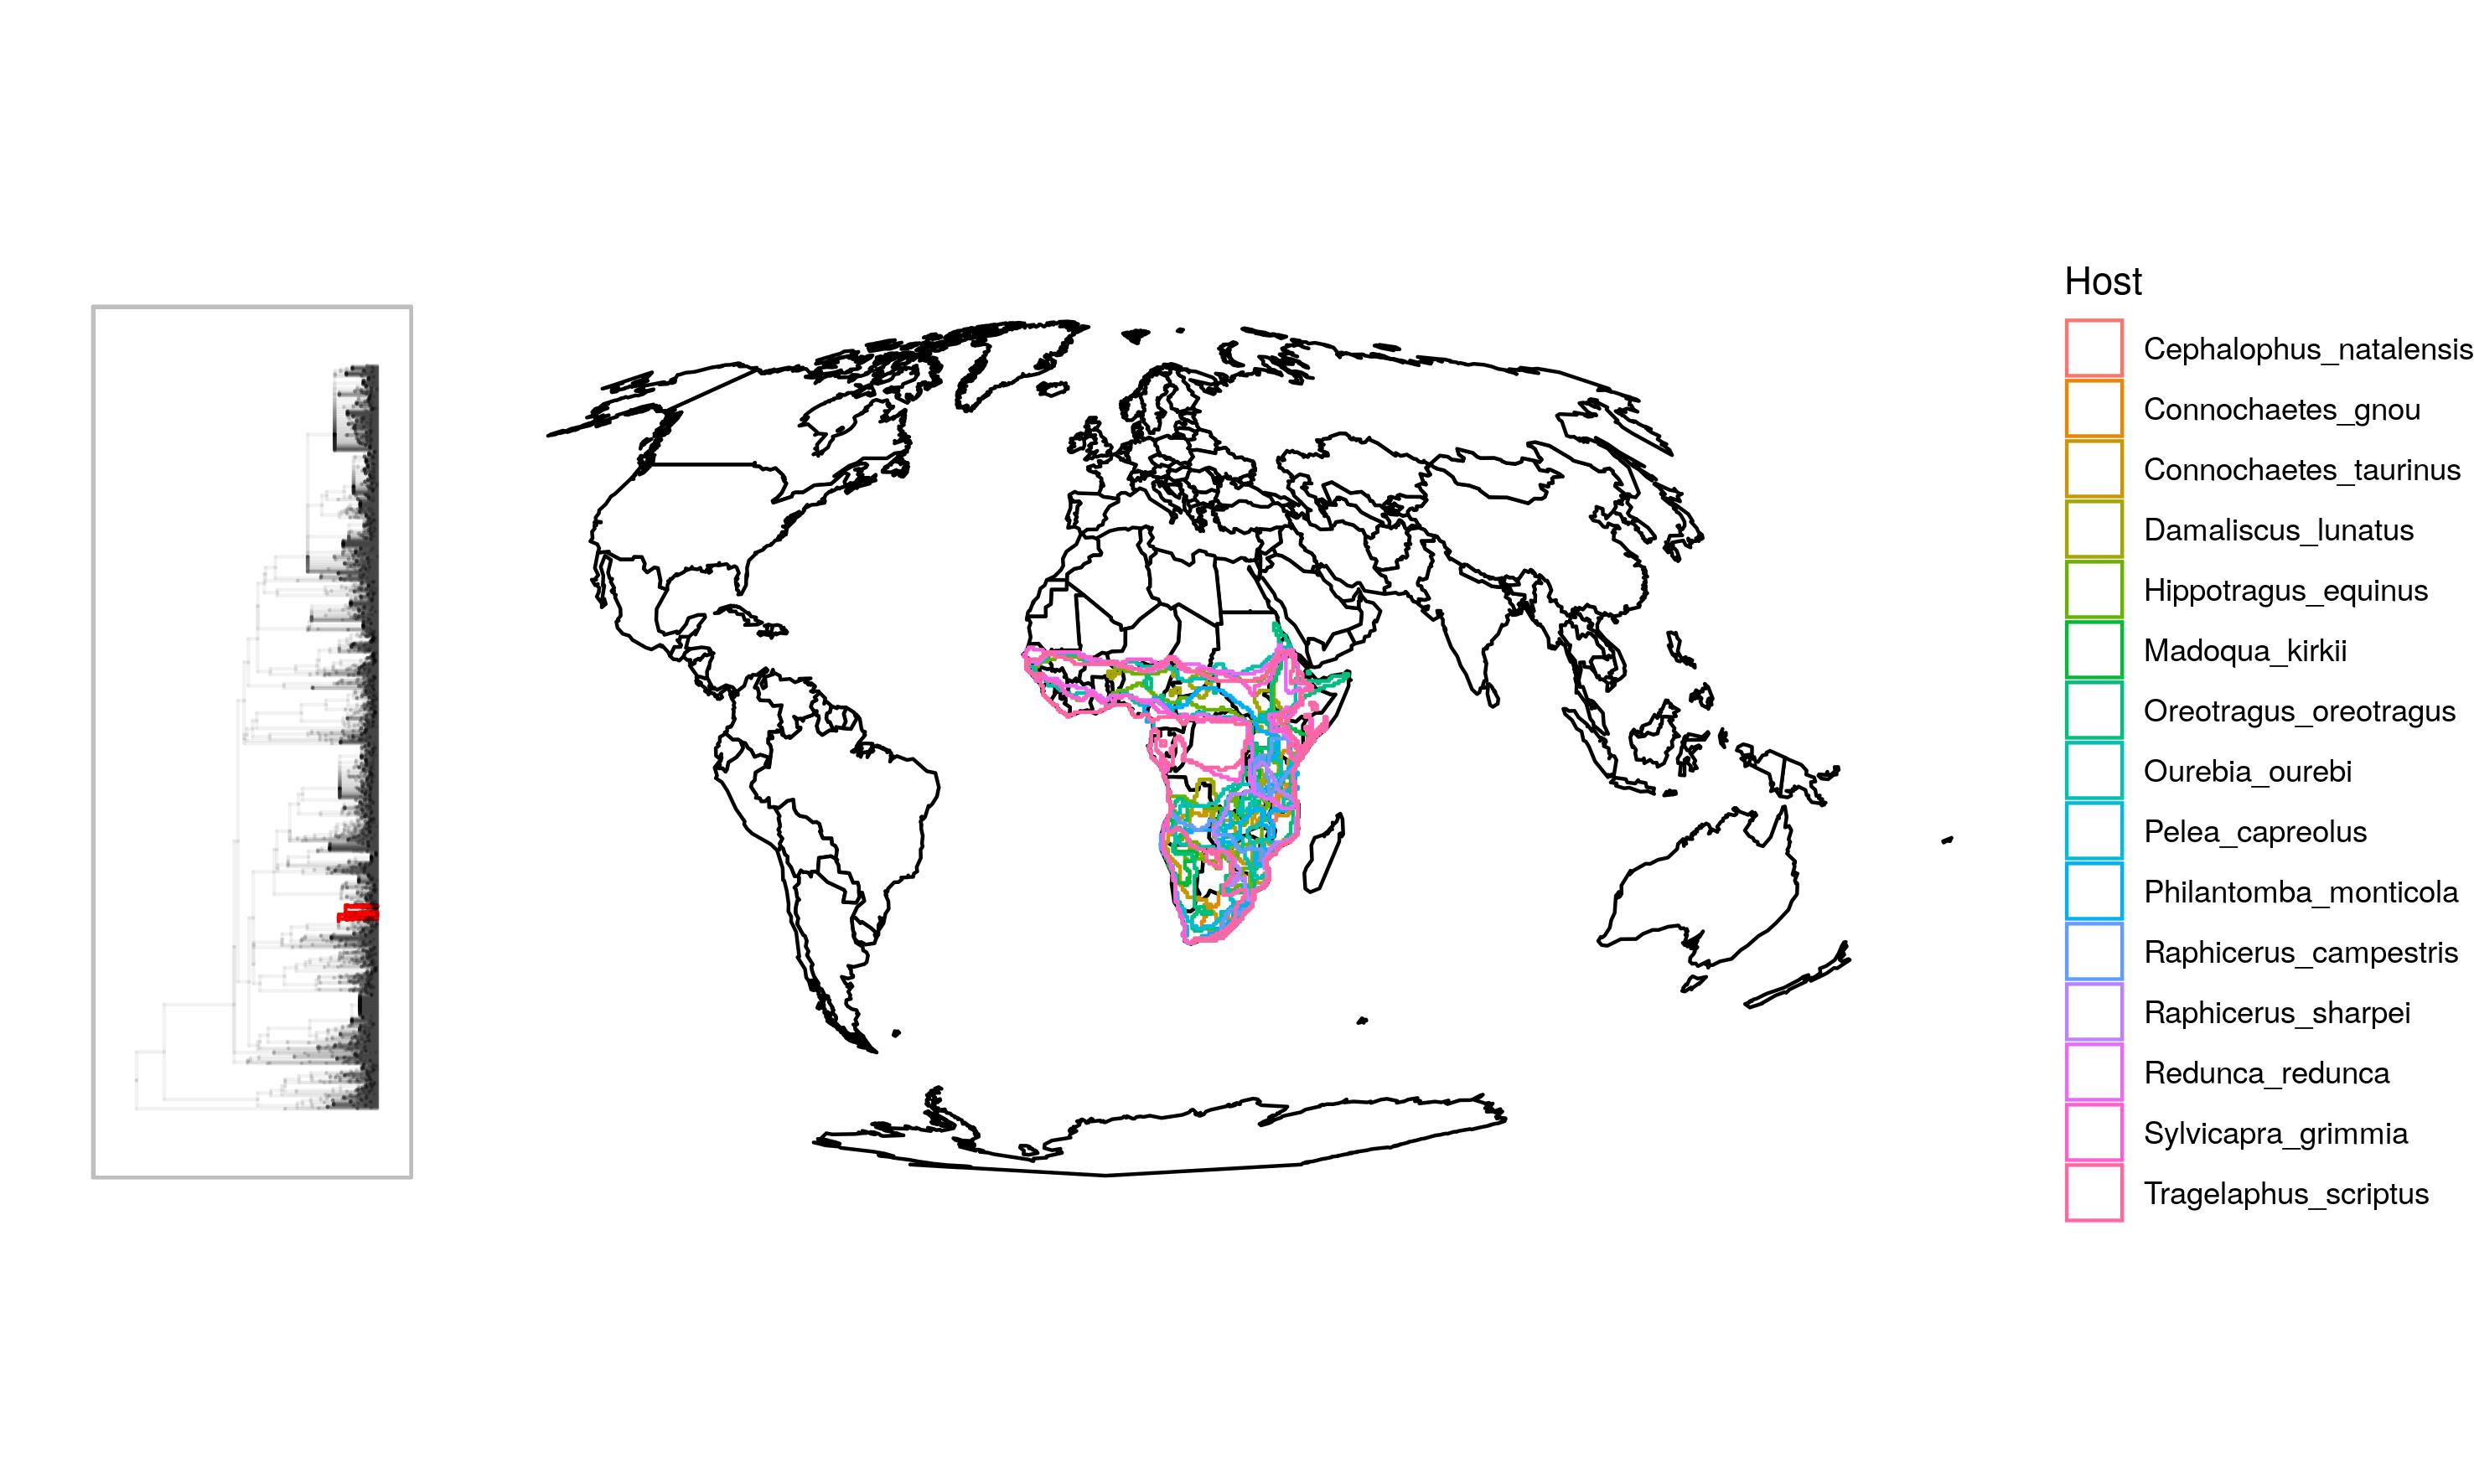 Host
Cephalophus_natalensis
Connochaetes_gnou
Connochaetes_taurinus
Damaliscus_lunatus
Hippotragus_equinus
Madoqua_kirkii
Oreotragus_oreotragus
Ourebia_ourebi
Pelea_capreolus
Philantomba_monticola
Raphicerus_campestris
Raphicerus_sharpei
Redunca_redunca
Sylvicapra_grimmia
Tragelaphus_scriptus